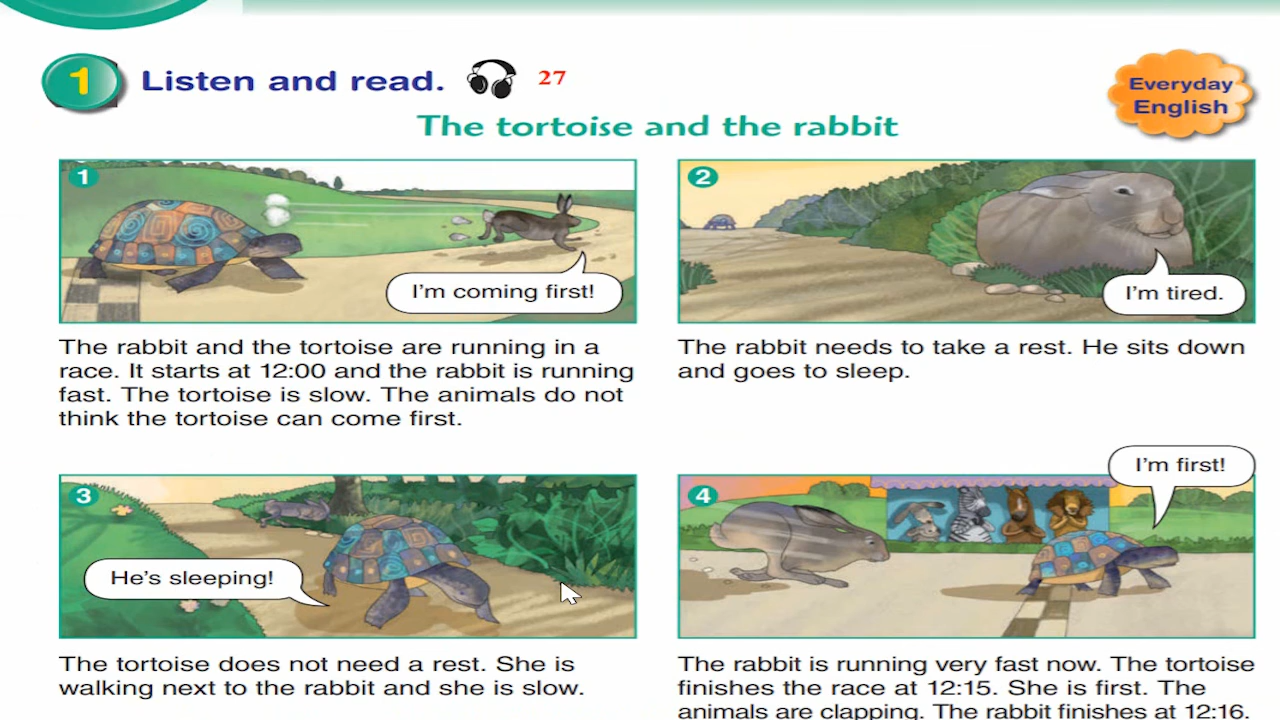 1 Listen and read. 27
Everyday
English
The tortoise and the rabbit
1
I'm coming first!
The rabbit and the tortoise are running in a
race. It starts at 12:00 and the rabbit is running
fast. The tortoise is slow. The animals do not
think the tortoise can come first.
2
I'm tired.
The rabbit needs to take a rest. He sits down
and goes to sleep.
3
He's sleeping!
The tortoise does not need a rest. She is
walking next to the rabbit and she is slow.
4
I'm first!
The rabbit is running very fast now. The tortoise
finishes the race at 12:15. She is first. The
animals are clapping. The rabbit finishes at 12:16.